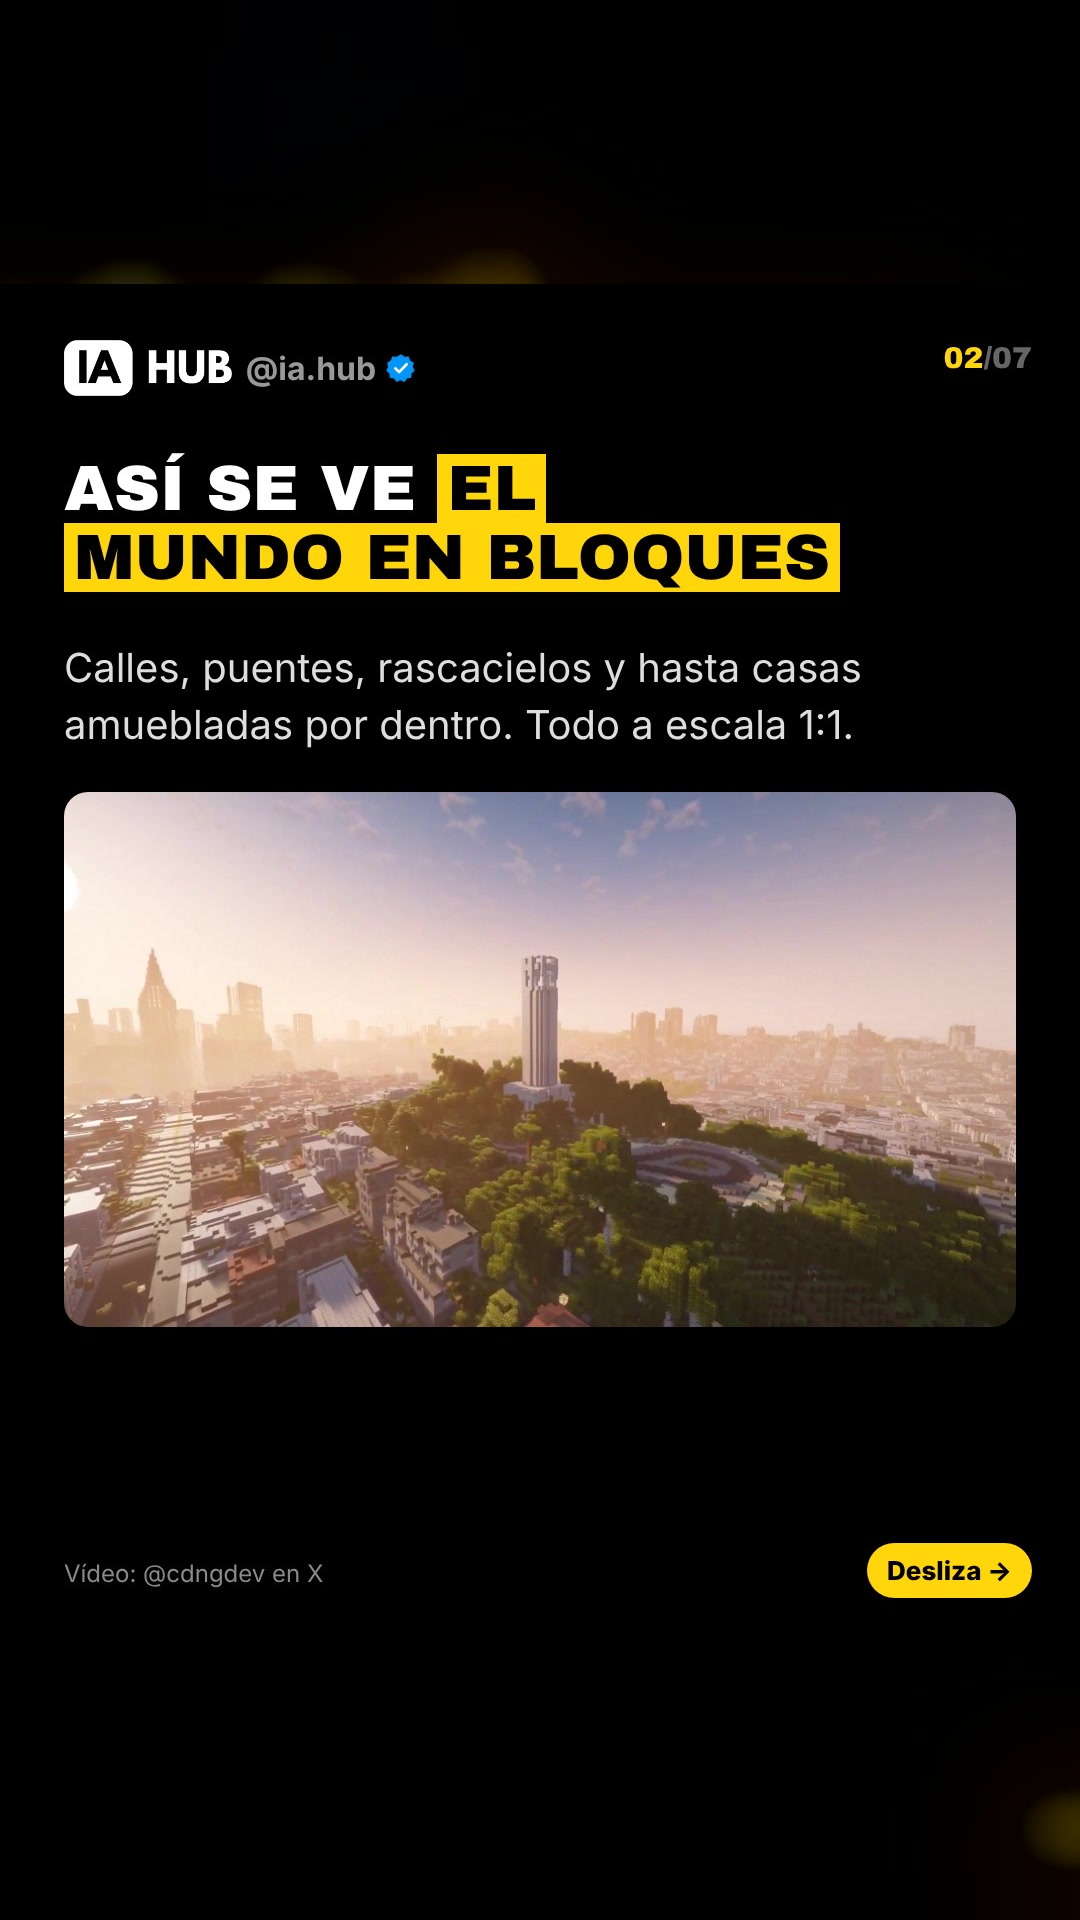 IA HUB @ia.hub
02/07
ASÍ SE VE EL
MUNDO EN BLOQUES
Calles, puentes, rascacielos y hasta casas
amuebladas por dentro. Todo a escala 1:1.
Vídeo: @cdngdev en X
Desliza →